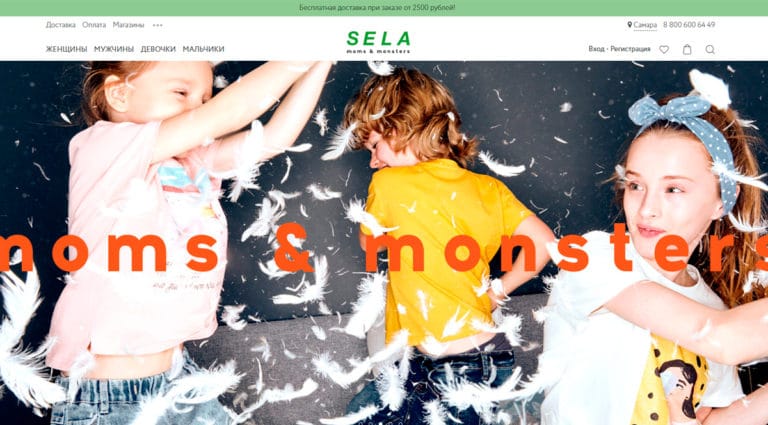 Бесплатная доставка при заказе от 2500 рублей!
Доставка Оплата Магазины
Самара 8 800 600 64 49
SELA
moms & monsters
ЖЕНЩИНЫ МУЖЧИНЫ ДЕВОЧКИ МАЛЬЧИКИ
Вход - Регистрация
moms & monsters